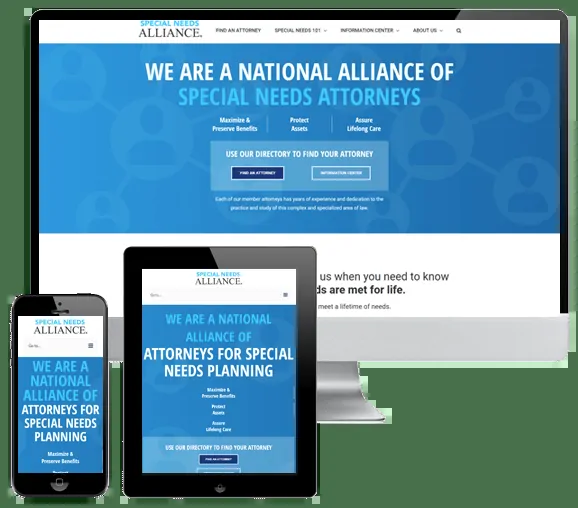 SPECIAL NEEDS
ALLIANCE.
FIND AN ATTORNEY SPECIAL NEEDS 101 INFORMATION CENTER ABOUT US
WE ARE A NATIONAL ALLIANCE OF
SPECIAL NEEDS ATTORNEYS
Maximize & Protect Assure
Preserve Benefits Assets Lifelong Care
USE OUR DIRECTORY TO FIND YOUR ATTORNEY
FIND AN ATTORNEY INFORMATION CENTER
Each of our member attorneys has years of experience and dedication to the
practice and study of this complex and specialized area of law.
us when you need to know
ds are met for life.
meet a lifetime of needs.
SPECIAL NEEDS
ALLIANCE.
Go to...
WE ARE A NATIONAL
ALLIANCE OF
ATTORNEYS FOR SPECIAL
NEEDS PLANNING
Maximize &
Preserve Benefits
Protect
Assets
Assure
Lifelong Care
USE OUR DIRECTORY TO FIND YOUR ATTORNEY
FIND AN ATTORNEY
SPECIAL NEEDS
ALLIANCE.
Go to...
WE ARE A
NATIONAL
ALLIANCE OF
ATTORNEYS FOR
SPECIAL NEEDS
PLANNING
Maximize &
Preserve Benefits